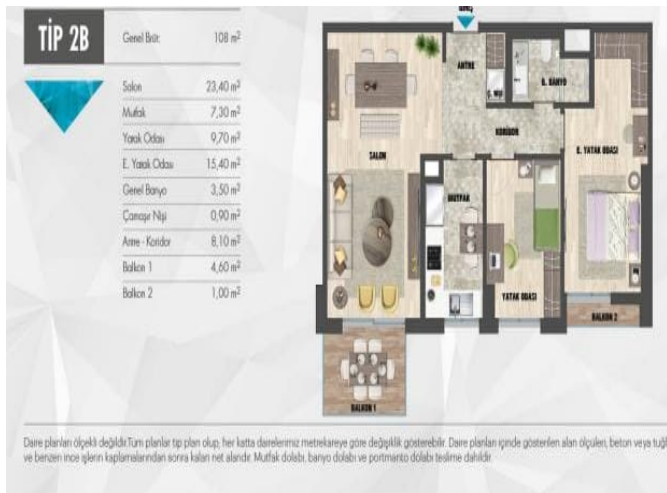 TİP 2B
Genel Brüt: 108 m²
Salon 23,40 m²
Mutfak 7,30 m²
Yatak Odası 9,70 m²
E. Yatak Odası 15,40 m²
Genel Banyo 3,50 m²
Çamaşır Nişi 0,90 m²
Antre - Koridor 8,10 m²
Balkon 1 4,60 m²
Balkon 2 1,00 m²
GİRİŞ
ANTRE
Ç. NİŞİ
G. BANYO
KORİDOR
SALON
E. YATAK ODASI
MUTFAK
YATAK ODASI
BALKON 2
BALKON 1
Daire planları ölçekli değildir.Tüm planlar tip plan olup, her katta dairelerimiz metrekareye göre değişiklik gösterebilir. Daire planları içinde gösterilen alan ölçüleri, beton veya tuğl
ve benzeri ince işlerin kaplamalarından sonra kalan net alandır. Mutfak dolabı, banyo dolabı ve portmanto dolabı teslime dahildir.